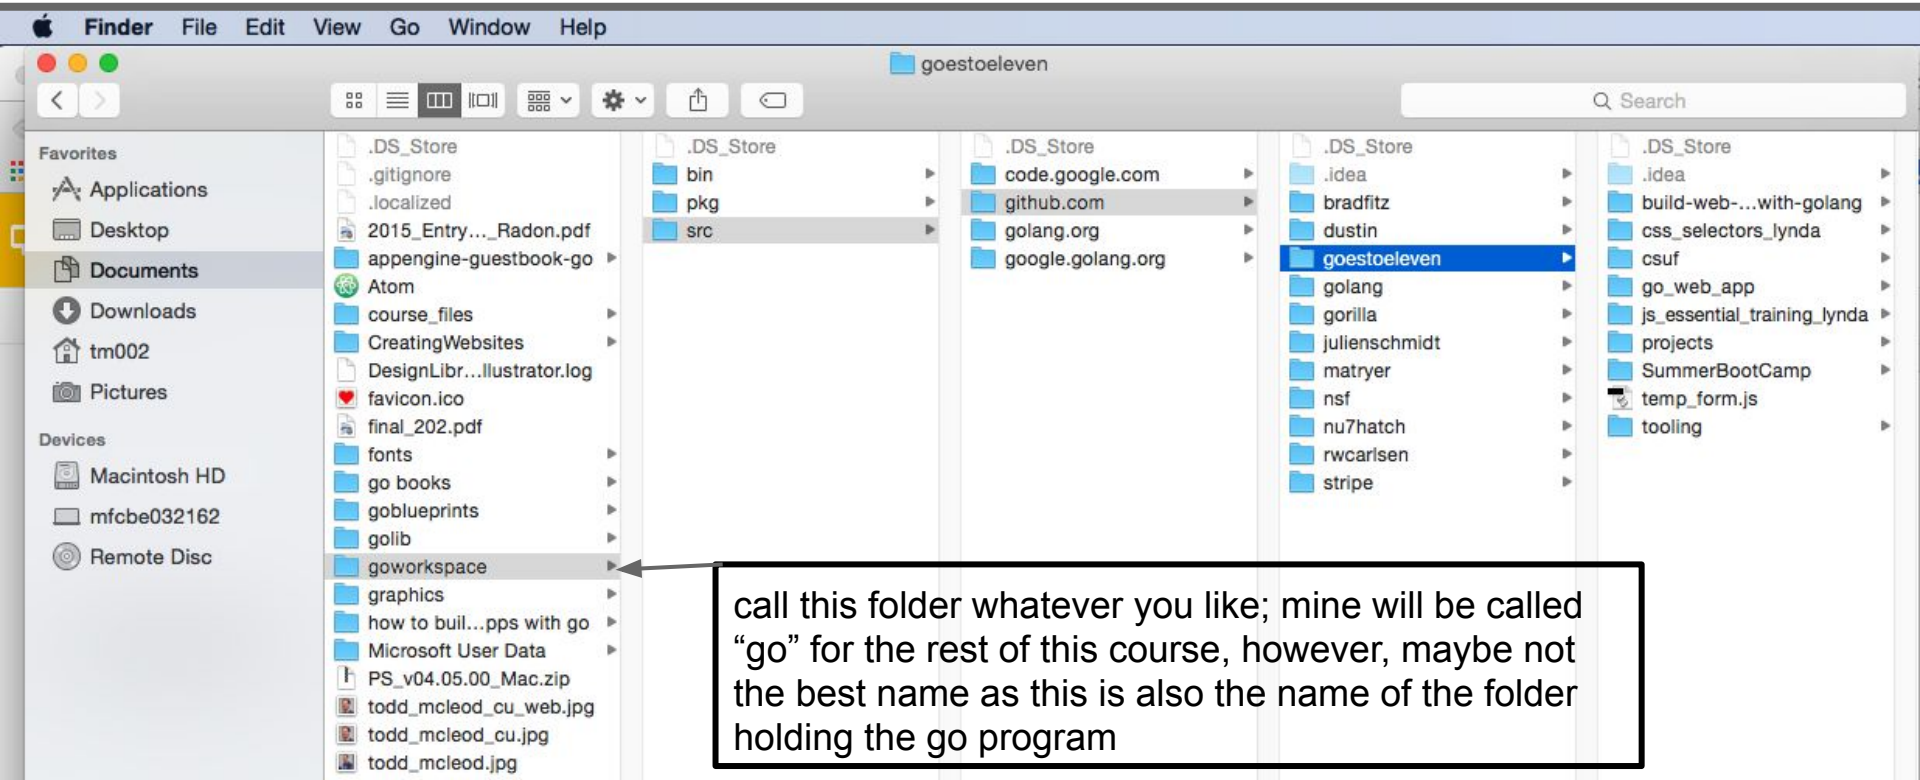 Finder File Edit View Go Window Help
goestoeleven
Search
Favorites
Applications
Desktop
Documents
Downloads
tm002
Pictures
Devices
Macintosh HD
mfcbe032162
Remote Disc
.DS_Store
.gitignore
.localized
2015_Entry…_Radon.pdf
appengine-guestbook-go
Atom
course_files
CreatingWebsites
DesignLibr…llustrator.log
favicon.ico
final_202.pdf
fonts
go books
goblueprints
golib
goworkspace
graphics
how to buil…pps with go
Microsoft User Data
PS_v04.05.00_Mac.zip
todd_mcleod_cu_web.jpg
todd_mcleod_cu.jpg
todd_mcleod.jpg
.DS_Store
bin
pkg
src
.DS_Store
code.google.com
github.com
golang.org
google.golang.org
.DS_Store
.idea
bradfitz
dustin
goestoeleven
golang
gorilla
julienschmidt
matryer
nsf
nu7hatch
rwcarlsen
stripe
.DS_Store
.idea
build-web-…with-golang
css_selectors_lynda
csuf
go_web_app
js_essential_training_lynda
projects
SummerBootCamp
temp_form.js
tooling
call this folder whatever you like; mine will be called
“go” for the rest of this course, however, maybe not
the best name as this is also the name of the folder
holding the go program